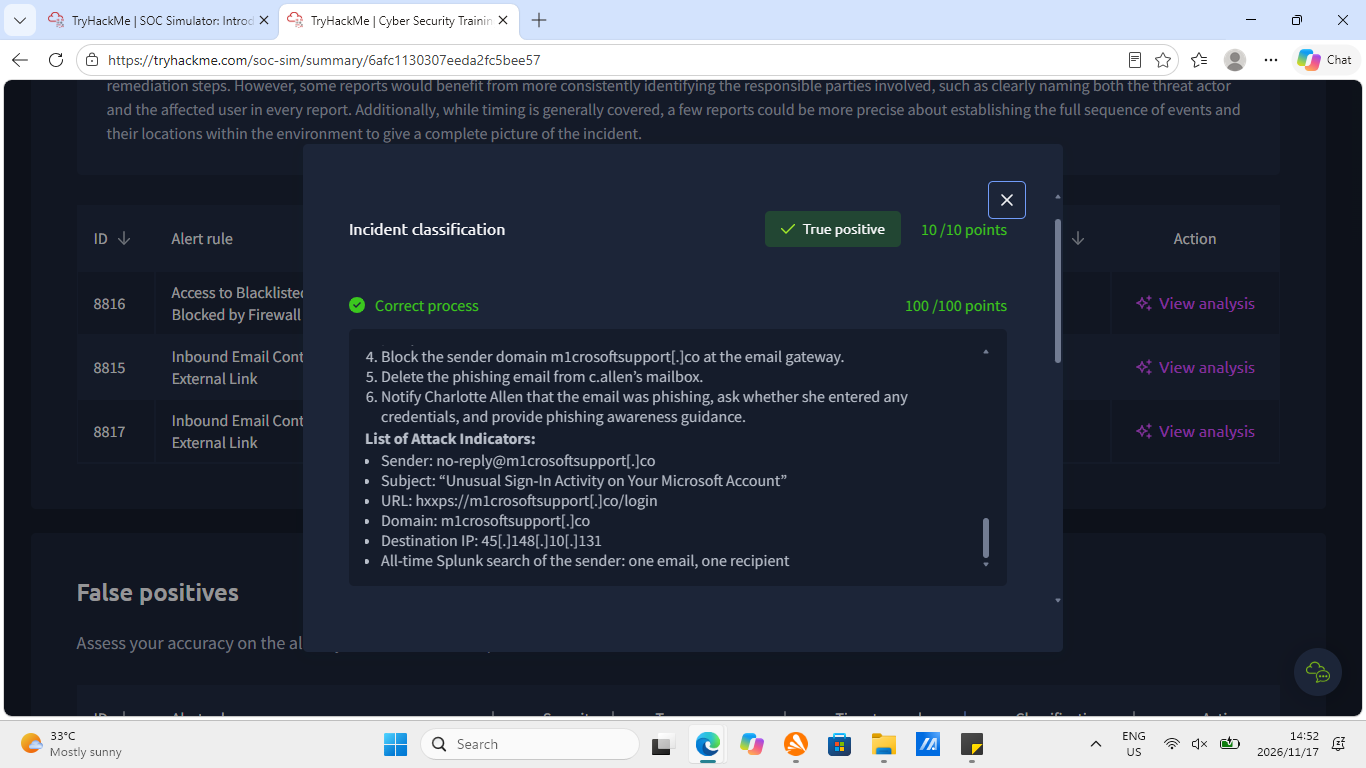 TryHackMe | SOC Simulator: Introd
TryHackMe | Cyber Security Trainin
https://tryhackme.com/soc-sim/summary/6afc1130307eeda2fc5bee57
Chat
remediation steps. However, some reports would benefit from more consistently identifying the responsible parties involved, such as clearly naming both the threat actor
and the affected user in every report. Additionally, while timing is generally covered, a few reports could be more precise about establishing the full sequence of events and
their locations within the environment to give a complete picture of the incident.
Incident classification
True positive
10 /10 points
ID
Alert rule
Action
Correct process
100 /100 points
8816
Access to Blacklisted
Blocked by Firewall
View analysis
8815
Inbound Email Cont
External Link
View analysis
8817
Inbound Email Cont
External Link
View analysis
4. Block the sender domain m1crosoftsupport[.]co at the email gateway.
5. Delete the phishing email from c.allen’s mailbox.
6. Notify Charlotte Allen that the email was phishing, ask whether she entered any
credentials, and provide phishing awareness guidance.
List of Attack Indicators:
• Sender: no-reply@m1crosoftsupport[.]co
• Subject: “Unusual Sign-In Activity on Your Microsoft Account”
• URL: hxxps://m1crosoftsupport[.]co/login
• Domain: m1crosoftsupport[.]co
• Destination IP: 45[.]148[.]10[.]131
• All-time Splunk search of the sender: one email, one recipient
False positives
Assess your accuracy on the al
33°C
Mostly sunny
Search
ENG
US
14:52
2026/11/17